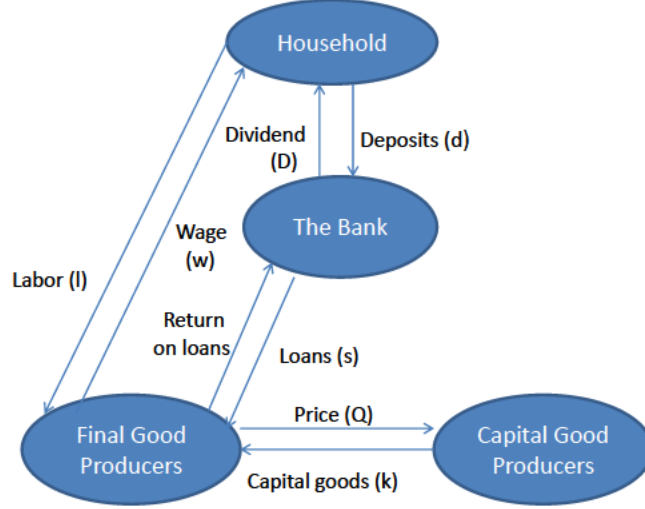 Household
Dividend
(D)
Deposits (d)
The Bank
Wage
(w)
Labor (l)
Return
on loans
Loans (s)
Price (Q)
Final Good
Producers
Capital Good
Producers
Capital goods (k)